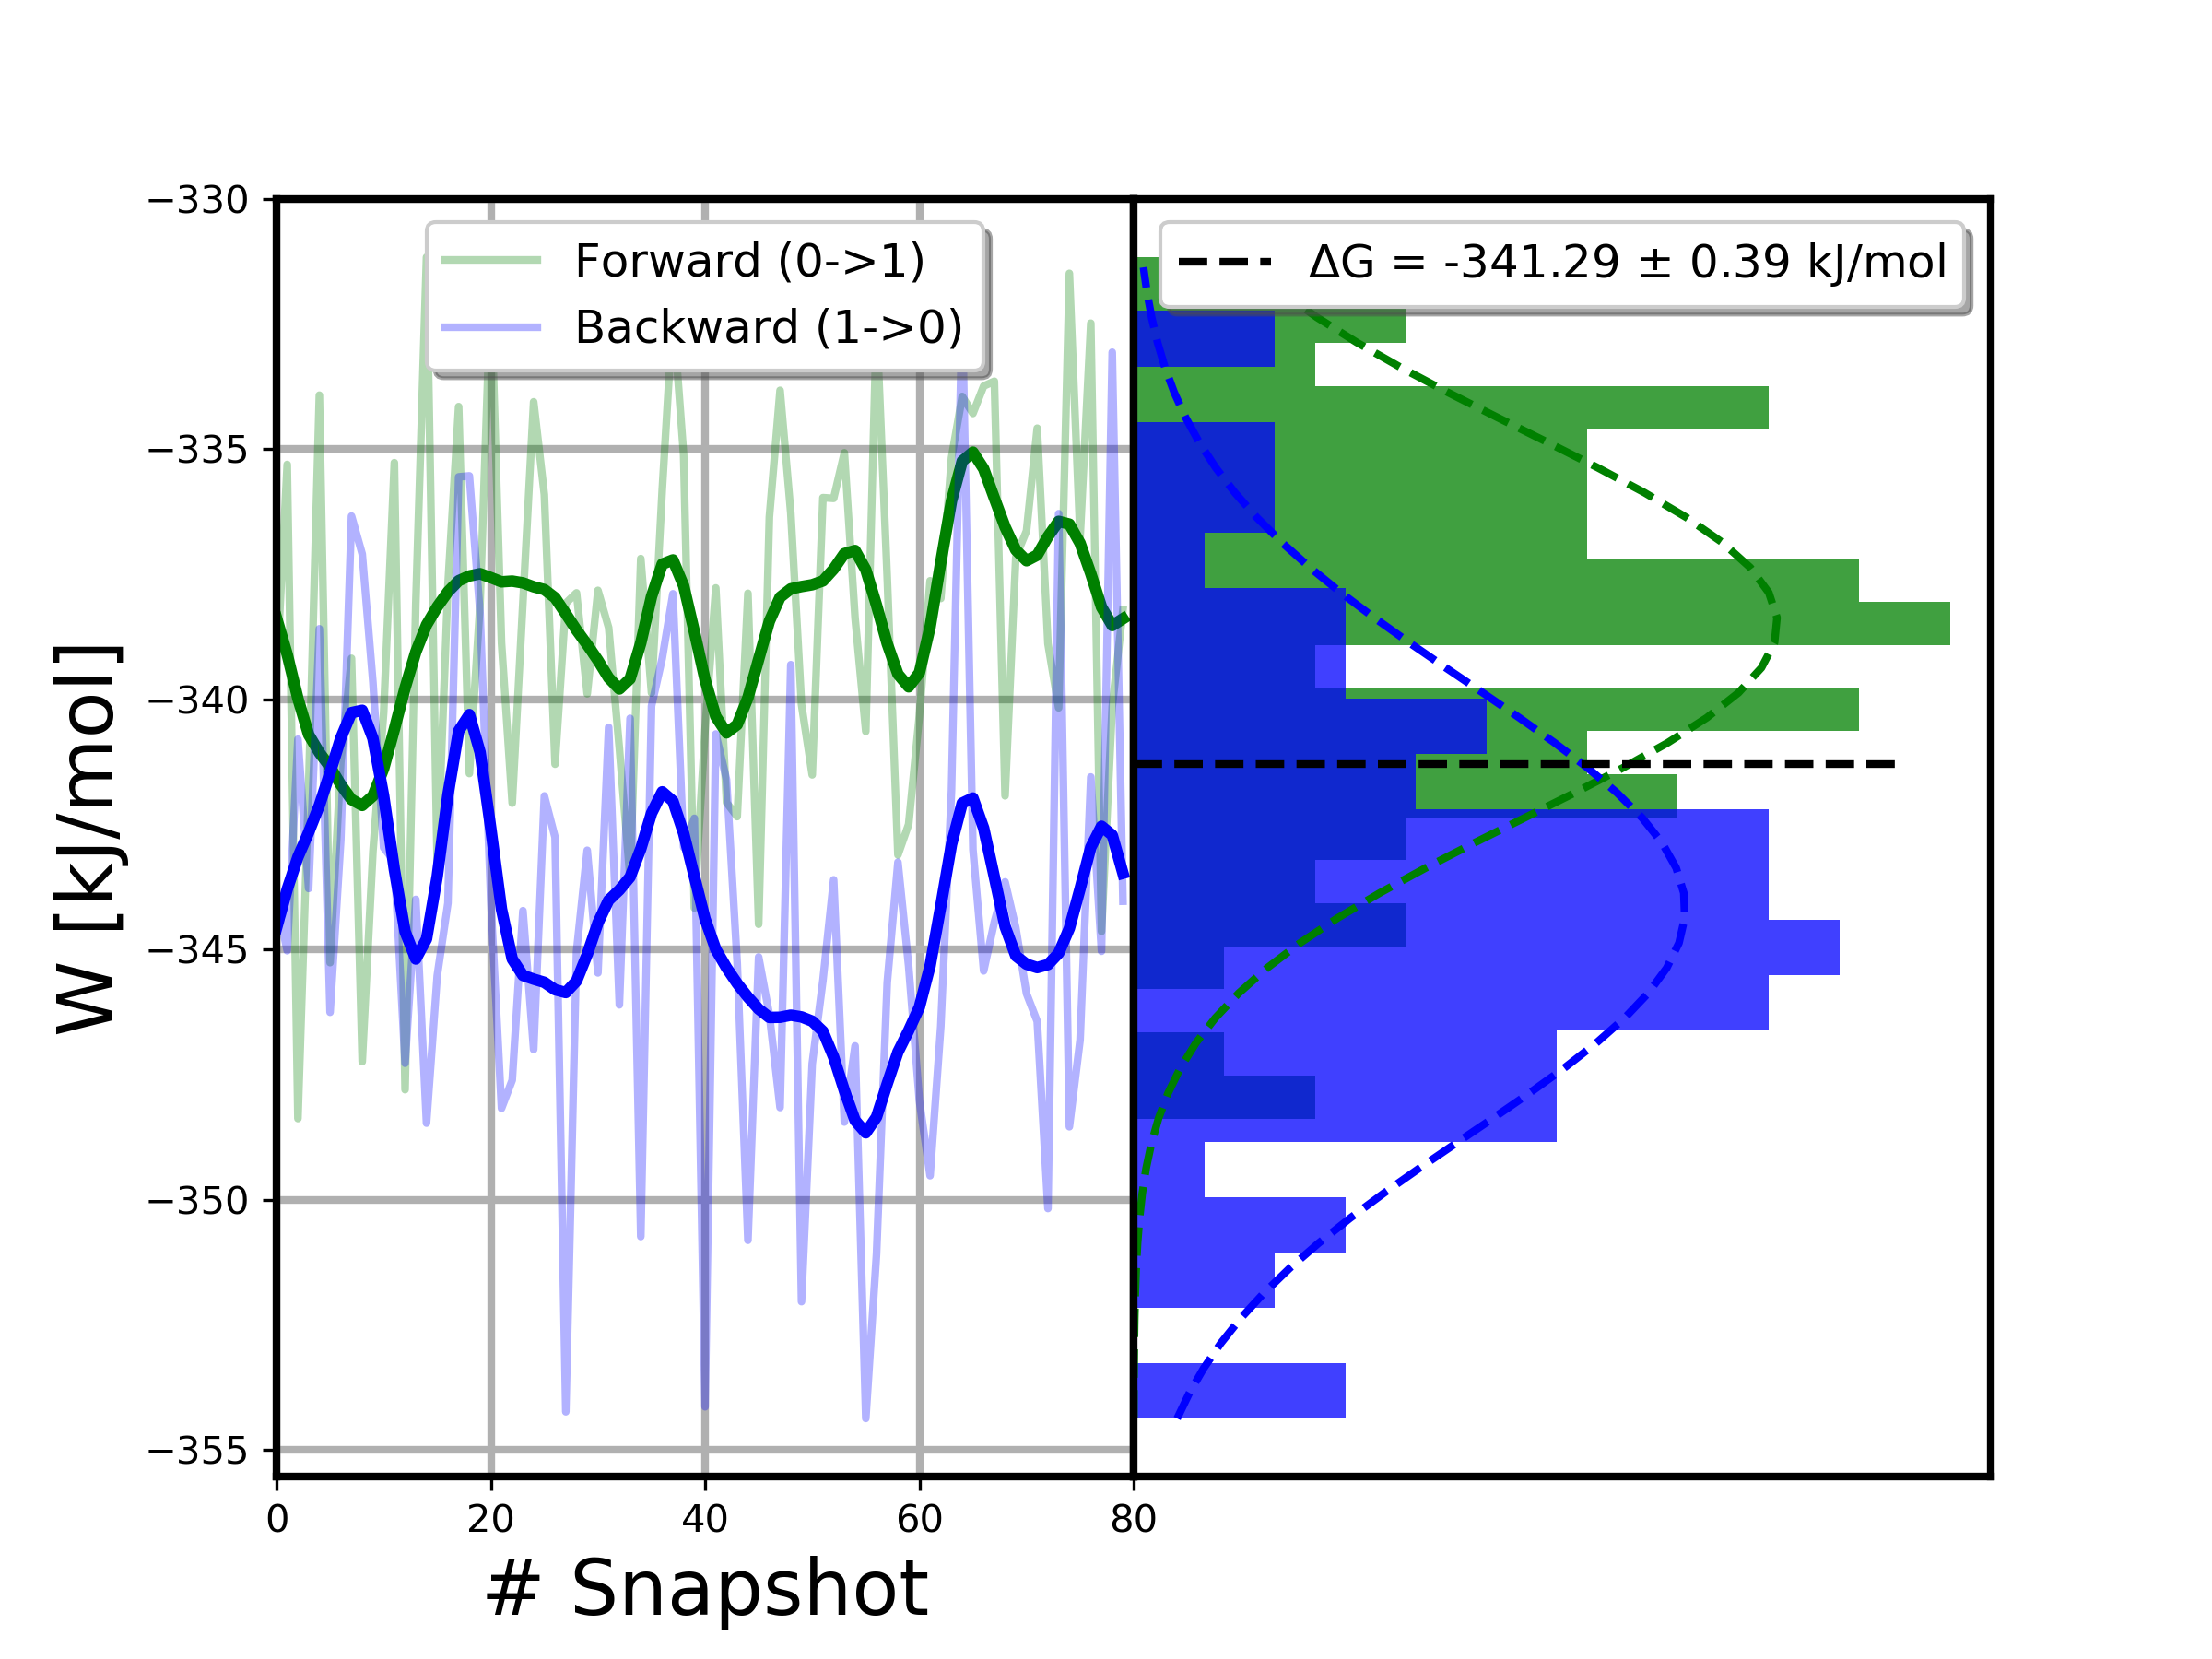 −330
−335
−340
−345
−350
−355
W [kJ/mol]
0
20
40
60
80
# Snapshot
Forward (0->1)
Backward (1->0)
ΔG = -341.29 ± 0.39 kJ/mol